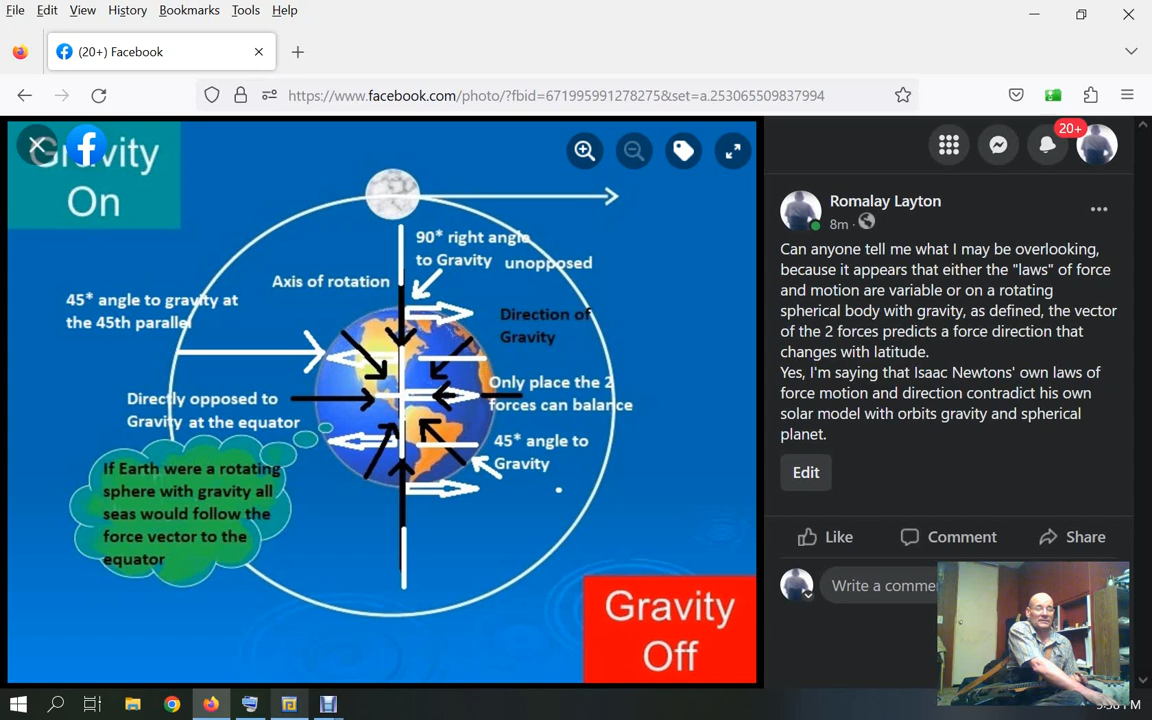 File Edit View History Bookmarks Tools Help
(20+) Facebook
https://www.facebook.com/photo/?fbid=671995991278275&set=a.253065509837994
Gravity
On
90* right angle
to Gravity unopposed
Axis of rotation
45* angle to gravity at
the 45th parallel
Direction of
Gravity
Only place the 2
forces can balance
Directly opposed to
Gravity at the equator
45* angle to
Gravity
If Earth were a rotating
sphere with gravity all
seas would follow the
force vector to the
equator
Gravity
Off
20+
Romalay Layton
8m ·
Can anyone tell me what I may be overlooking,
because it appears that either the "laws" of force
and motion are variable or on a rotating
spherical body with gravity, as defined, the vector
of the 2 forces predicts a force direction that
changes with latitude.
Yes, I'm saying that Isaac Newtons' own laws of
force motion and direction contradict his own
solar model with orbits gravity and spherical
planet.
Edit
Like Comment Share
Write a comme
PM